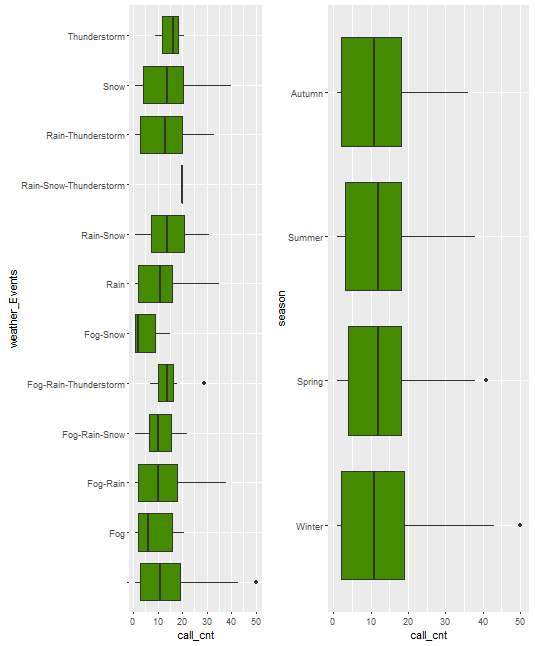 weather_Events
Thunderstorm
Snow
Rain-Thunderstorm
Rain-Snow-Thunderstorm
Rain-Snow
Rain
Fog-Snow
Fog-Rain-Thunderstorm
Fog-Rain-Snow
Fog-Rain
Fog
0 10 20 30 40 50
call_cnt
season
Autumn
Summer
Spring
Winter
0 10 20 30 40 50
call_cnt